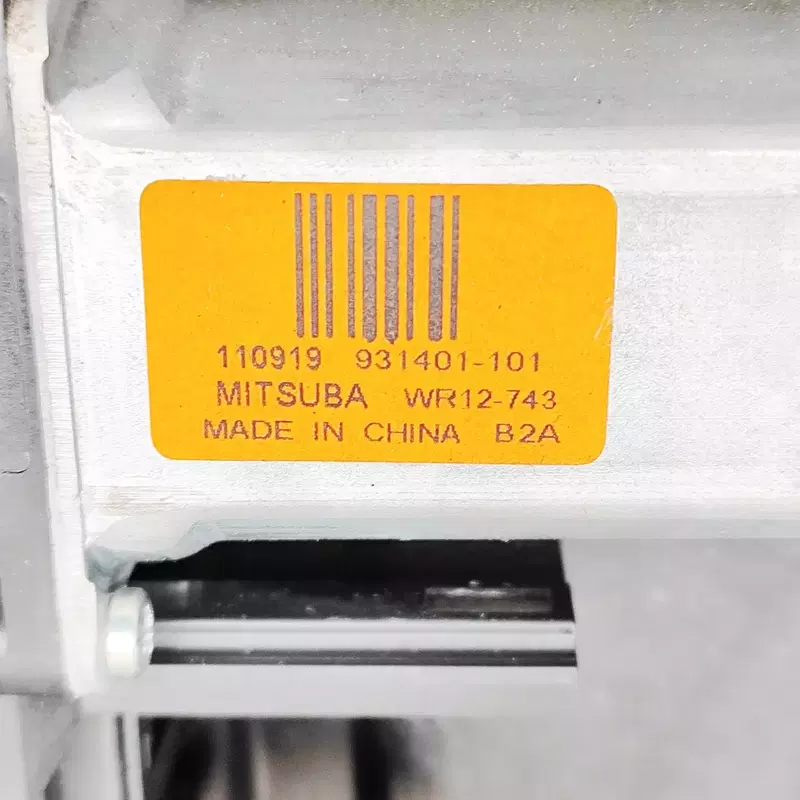 110919 931401-101
MITSUBA WR12-743
MADE IN CHINA B2A